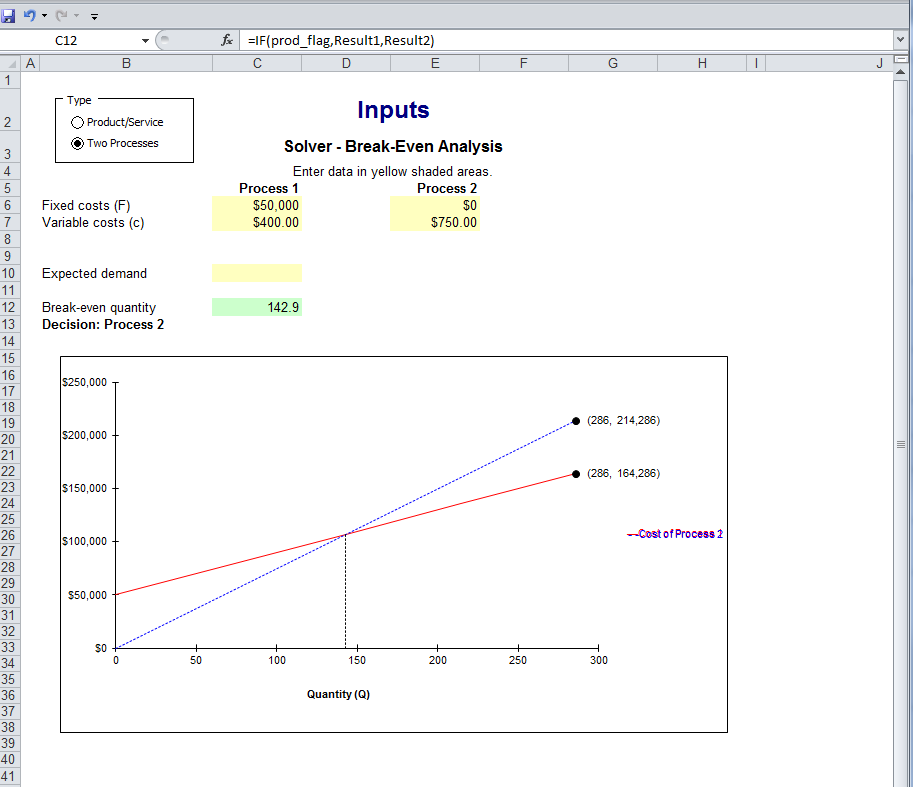 C12 fx =IF(prod_flag,Result1,Result2)
A B C D E F G H I J
1
Type
Product/Service
Two Processes
2 Inputs
3 Solver - Break-Even Analysis
4 Enter data in yellow shaded areas.
5 Process 1 Process 2
6 Fixed costs (F) $50,000 $0
7 Variable costs (c) $400.00 $750.00
8
9
10 Expected demand
11
12 Break-even quantity 142.9
13 Decision: Process 2
14
15
16
17
18
19
20
21
22
23
24
25
26
27
28
29
30
31
32
33
34
35
36
37
38
39
40
41
$250,000
(286, 214,286)
$200,000
(286, 164,286)
$150,000
Cost of Process 2
$100,000
$50,000
$0
0 50 100 150 200 250 300
Quantity (Q)